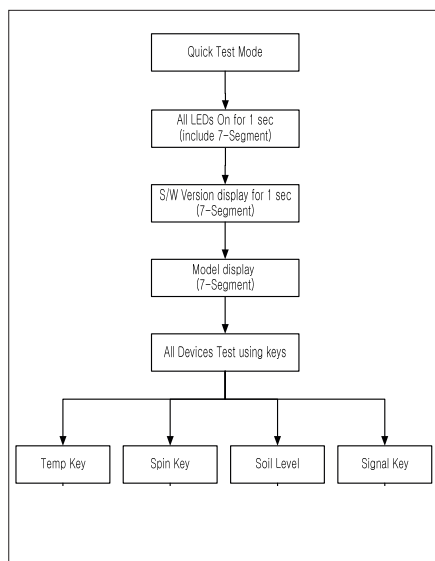 Quick Test Mode
All LEDs On for 1 sec
(include 7-Segment)
S/W Version display for 1 sec
(7-Segment)
Model display
(7-Segment)
All Devices Test using keys
Temp Key
Spin Key
Soil Level
Signal Key